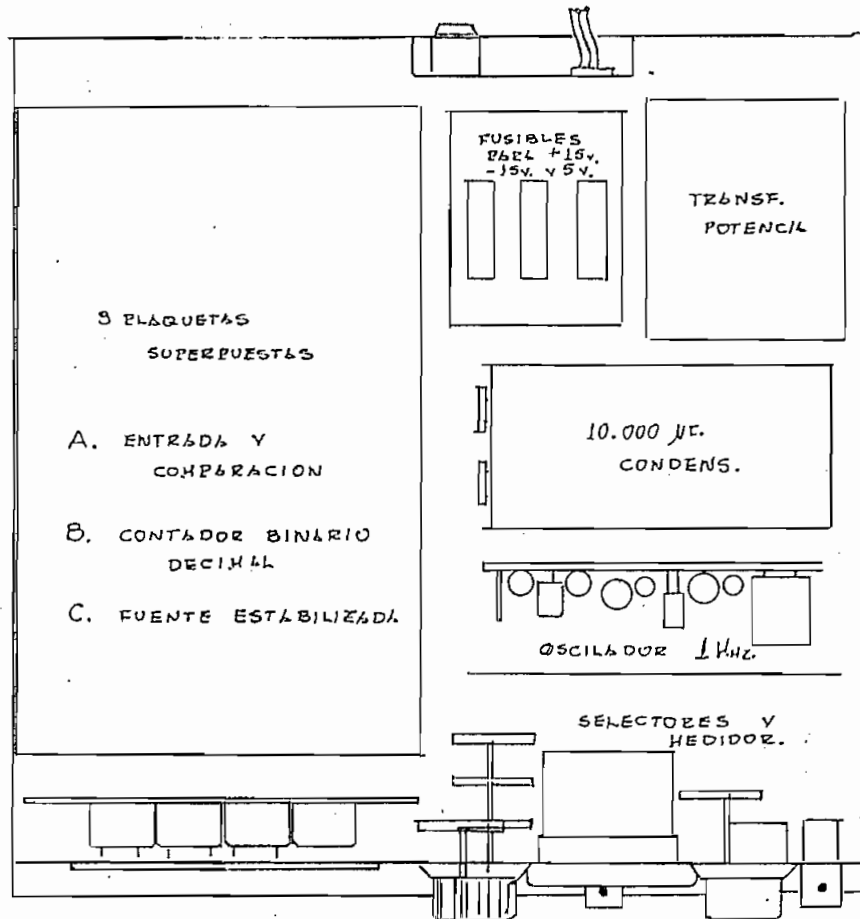 FUSIBLES
PARA +15v.
-15v. y 5v.
TRANSF.
POTENCIA
3 PLAQUETAS
SUPERPUESTAS
A. ENTRADA Y
COMPARACION
B. CONTADOR BINARIO
DECIMAL
C. FUENTE ESTABILIZADA
10.000 µF.
CONDENS.
OSCILADOR 1 KHz.
SELECTORES Y
MEDIDOR.